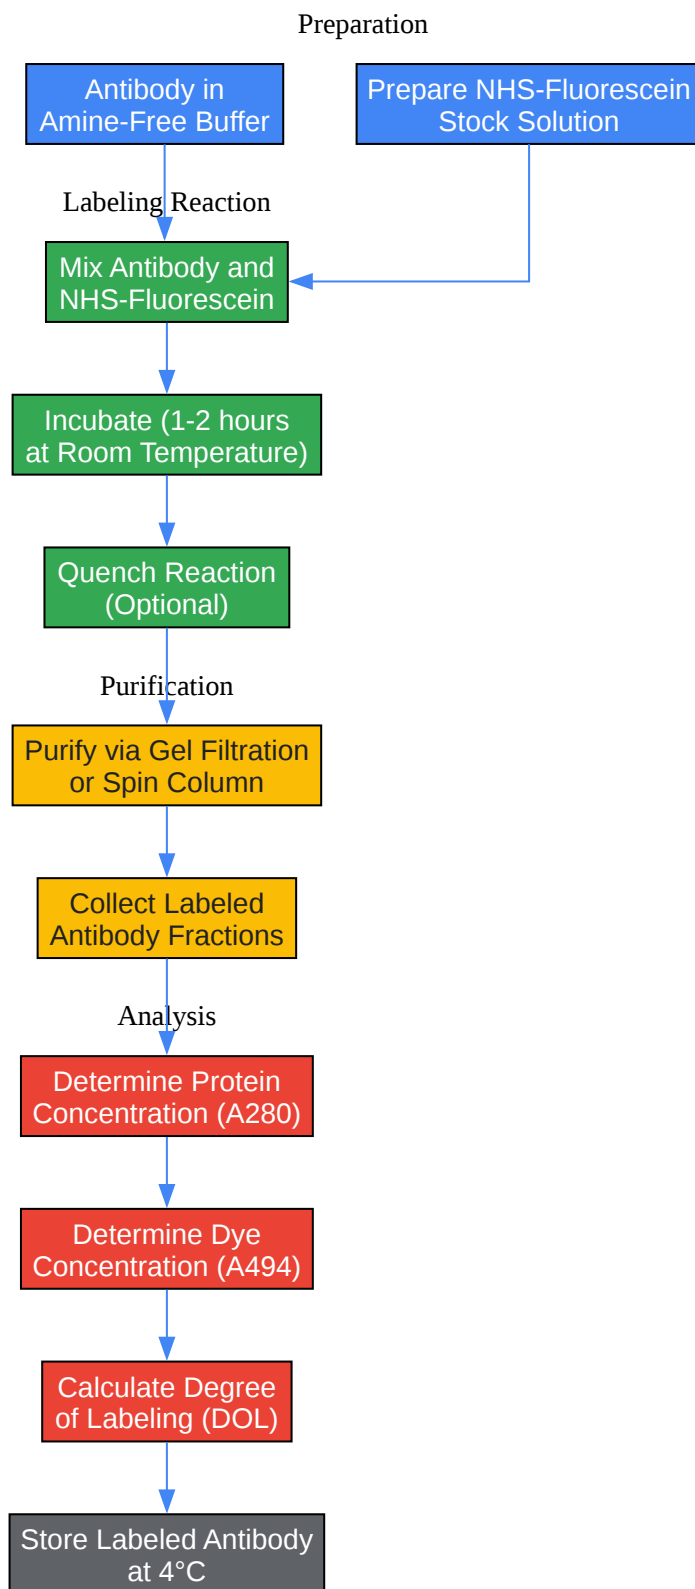 Preparation
Antibody in
Amine-Free Buffer
Prepare NHS-Fluorescein
Stock Solution
Labeling Reaction
Mix Antibody and
NHS-Fluorescein
Incubate (1-2 hours
at Room Temperature)
Quench Reaction
(Optional)
Purification
Purify via Gel Filtration
or Spin Column
Collect Labeled
Antibody Fractions
Analysis
Determine Protein
Concentration (A280)
Determine Dye
Concentration (A494)
Calculate Degree
of Labeling (DOL)
Store Labeled Antibody
at 4°C